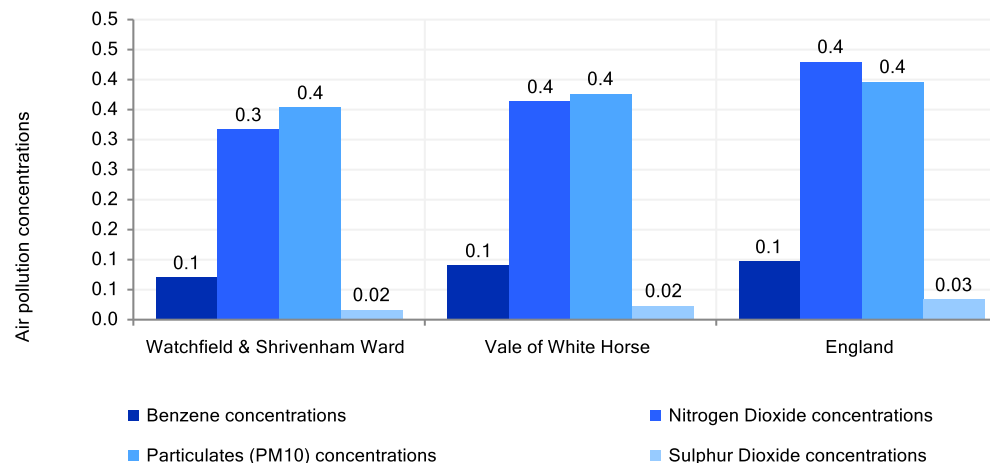 0.5
0.5
0.4
0.4
0.3
0.3
0.2
0.2
0.1
0.1
0.0
Air pollution concentrations
0.1
0.3
0.4
0.02
0.1
0.4
0.4
0.02
0.1
0.4
0.4
0.03
Watchfield & Shrivenham Ward
Vale of White Horse
England
Benzene concentrations
Nitrogen Dioxide concentrations
Particulates (PM10) concentrations
Sulphur Dioxide concentrations